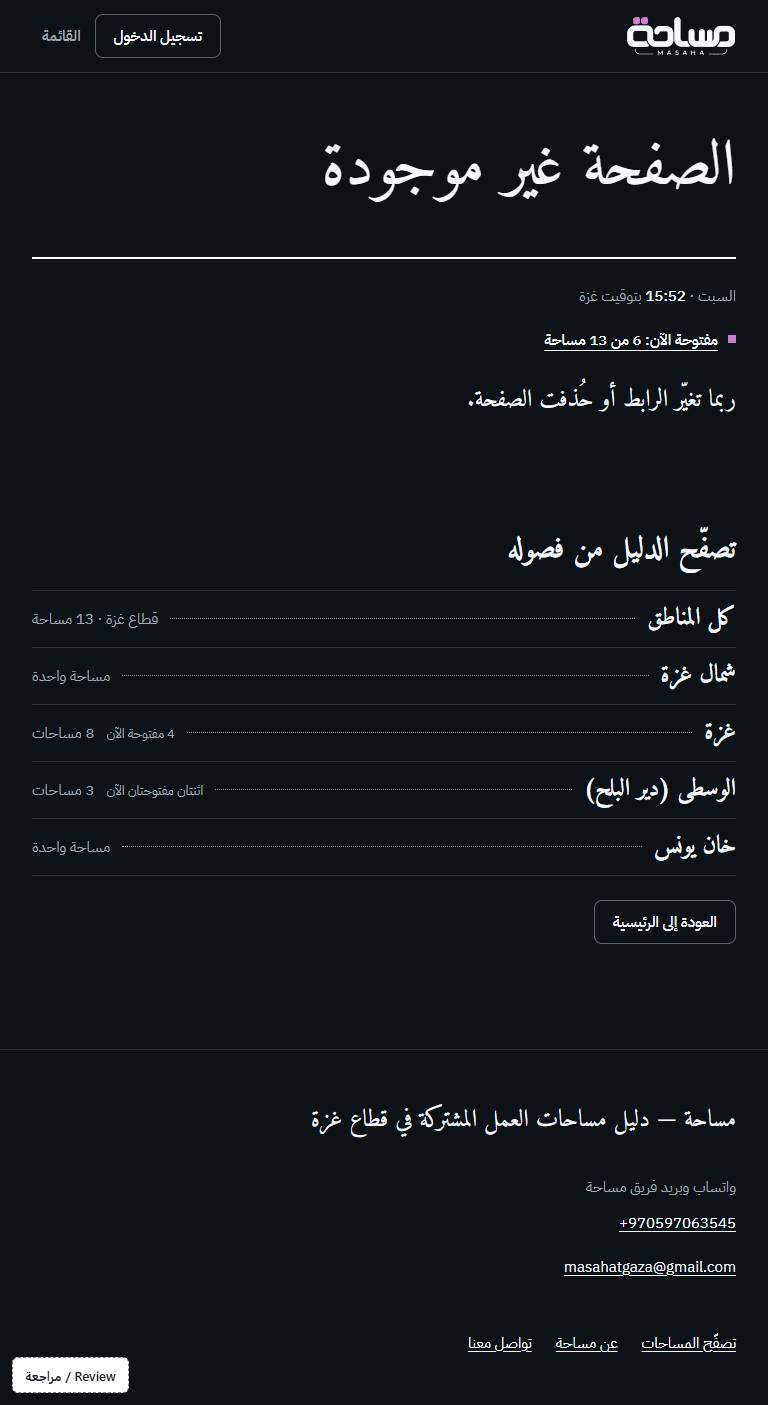 مساحة
MASAHA
تسجيل الدخول
القائمة
الصفحة غير موجودة
السبت · 15:52 بتوقيت غزة
مفتوحة الآن: 6 من 13 مساحة
ربما تغيّر الرابط أو حُذفت الصفحة.
تصفّح الدليل من فصوله
كل المناطق قطاع غزة · 13 مساحة
شمال غزة مساحة واحدة
غزة 4 مفتوحة الآن 8 مساحات
الوسطى (دير البلح) اثنتان مفتوحتان الآن 3 مساحات
خان يونس مساحة واحدة
العودة إلى الرئيسية
مساحة — دليل مساحات العمل المشتركة في قطاع غزة
واتساب وبريد فريق مساحة
+970597063545
masahatgaza@gmail.com
تصفّح المساحات عن مساحة تواصل معنا
مراجعة / Review